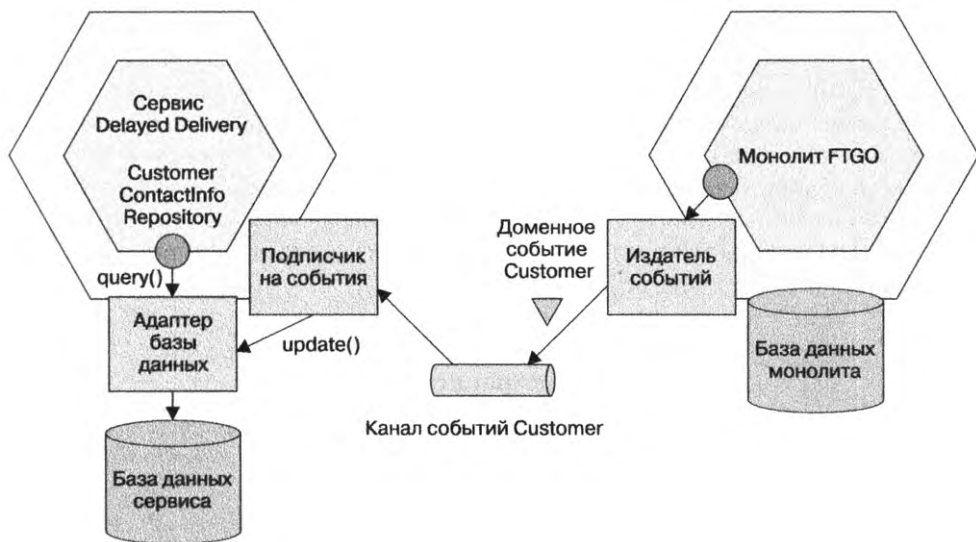 Сервис
Delayed Delivery
Customer
ContactInfo
Repository
query()
Подписчик
на события
Адаптер
базы
данных
update()
База данных
сервиса
Доменное
событие
Customer
Канал событий Customer
Монолит FTGO
Издатель
событий
База данных
монолита